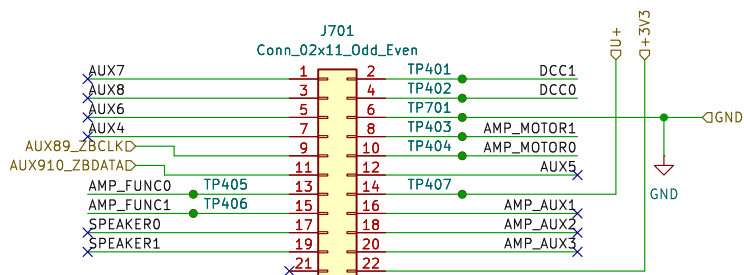 J701
Conn_02x11_Odd_Even
U+
+3V3
AUX7 1 2 TP401 DCC1
AUX8 3 4 TP402 DCC0
AUX6 5 6 TP701 GND
AUX4 7 8 TP403 AMP_MOTOR1
AUX89_ZBCLK 9 10 TP404 AMP_MOTOR0
AUX910_ZBDATA 11 12 AUX5
AMP_FUNC0 TP405 13 14 TP407 GND
AMP_FUNC1 TP406 15 16 AMP_AUX1
SPEAKER0 17 18 AMP_AUX2
SPEAKER1 19 20 AMP_AUX3
21 22